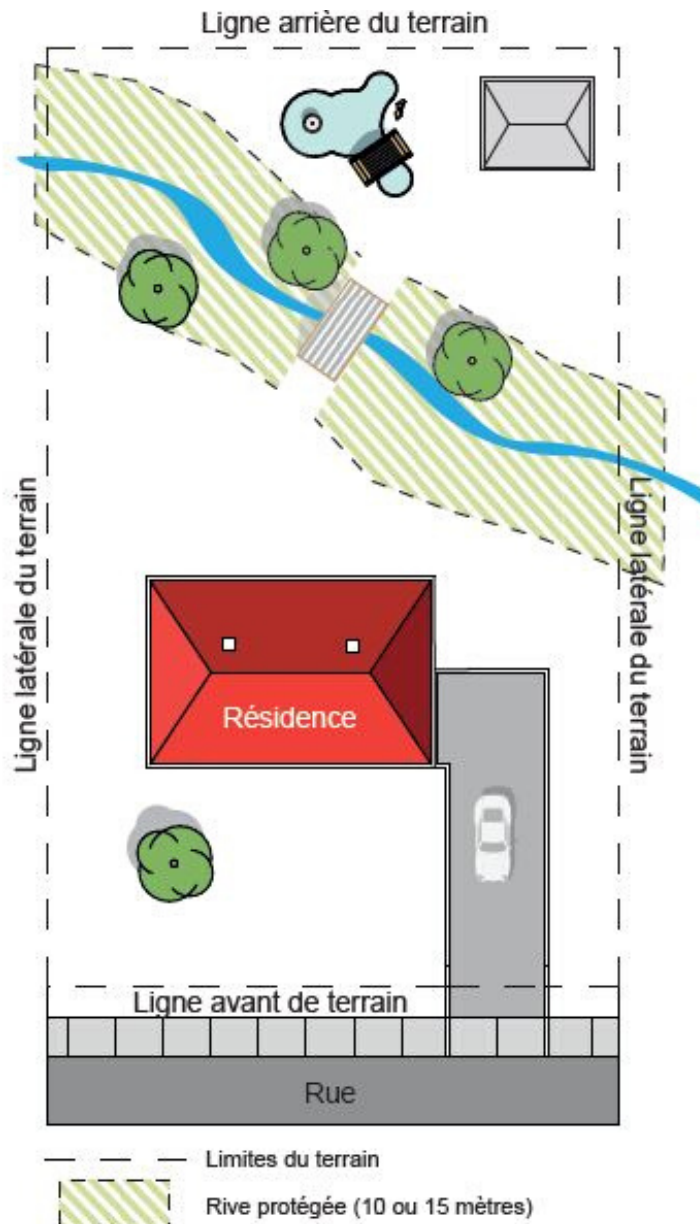 Ligne arrière du terrain
Ligne latérale du terrain
Ligne latérale du terrain
Résidence
Ligne avant de terrain
Rue
Limites du terrain
Rive protégée (10 ou 15 mètres)